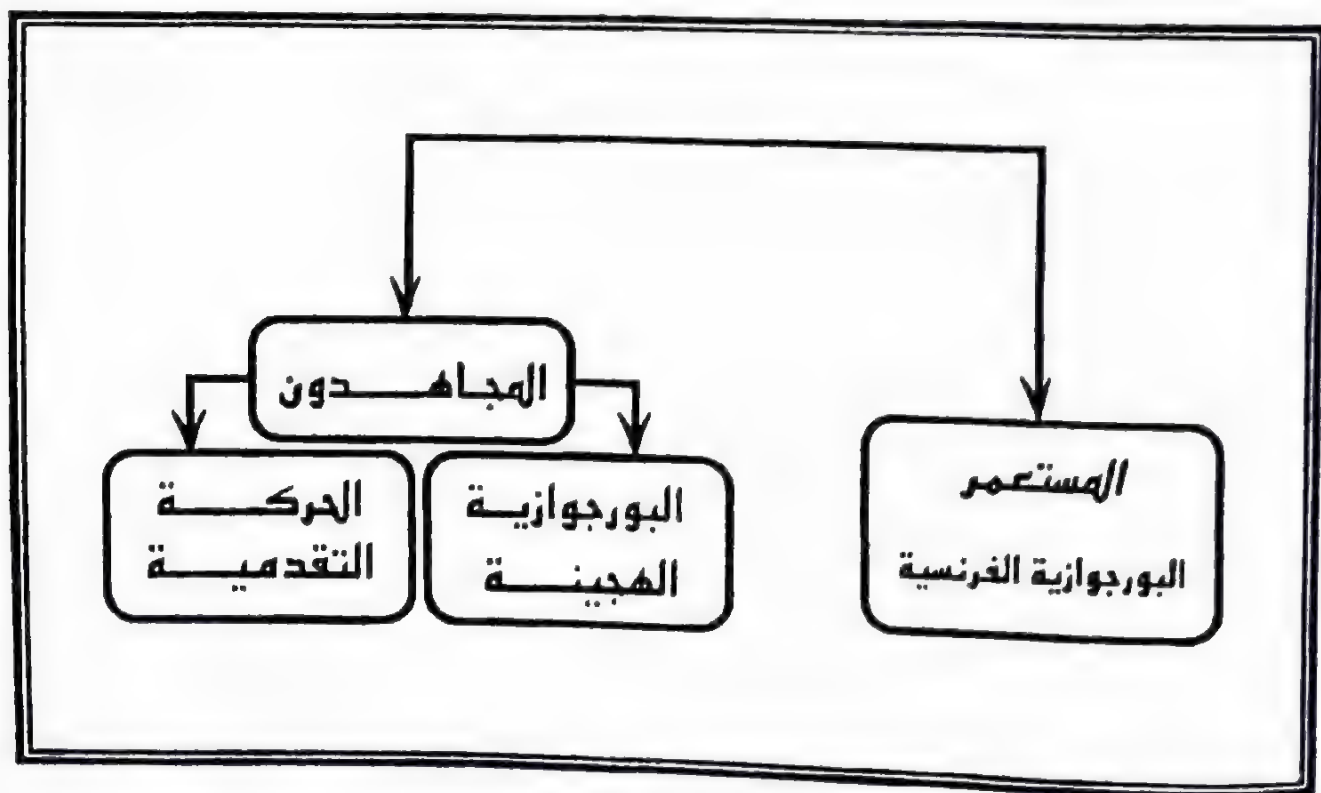 المجاهدون
المستعمر
البورجوازية الفرنسية
البورجوازية
الهجينة
الحركة
التقدمية